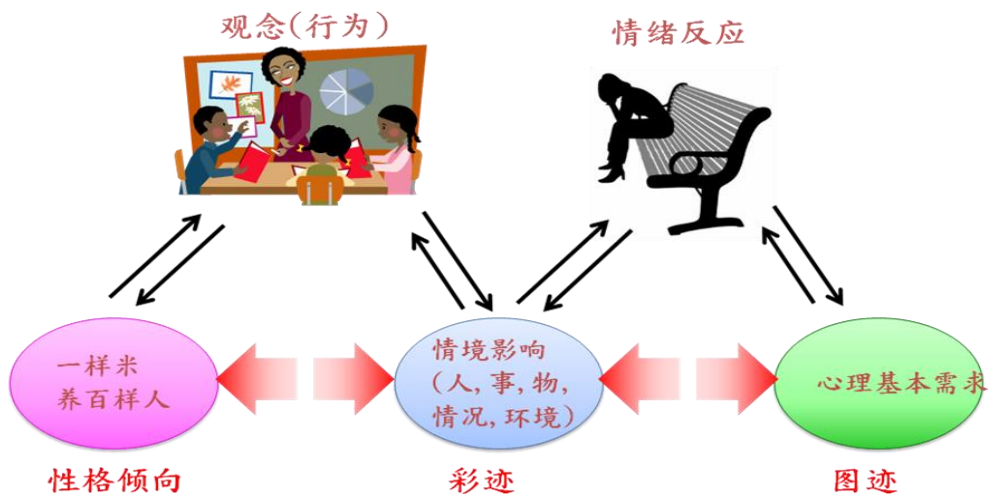 观念(行为)
情绪反应
一样米
养百样人
情境影响
(人,事,物,
情况,环境)
心理基本需求
性格倾向
彩迹
图迹